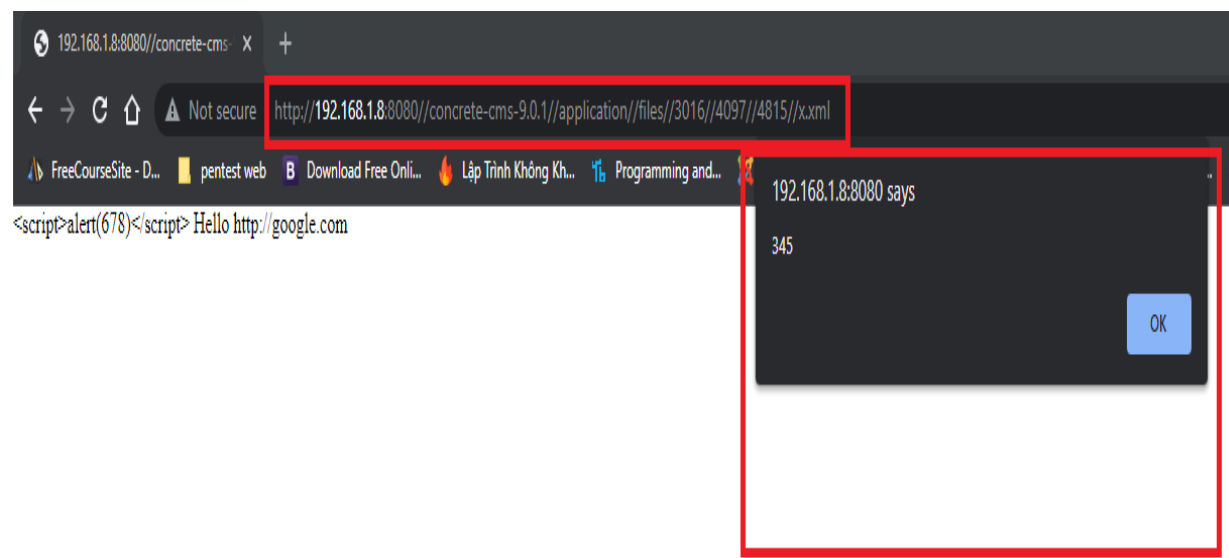 192.168.1.8:8080//concrete-cms-
Not secure http://192.168.1.8:8080//concrete-cms-9.0.1//application//files//3016//4097//4815//x.xml
FreeCourseSite - D... pentest web B Download Free Onli... Lập Trình Không Kh... Programming and...
192.168.1.8:8080 says
<script>alert(678)</script> Hello http://google.com
345
OK